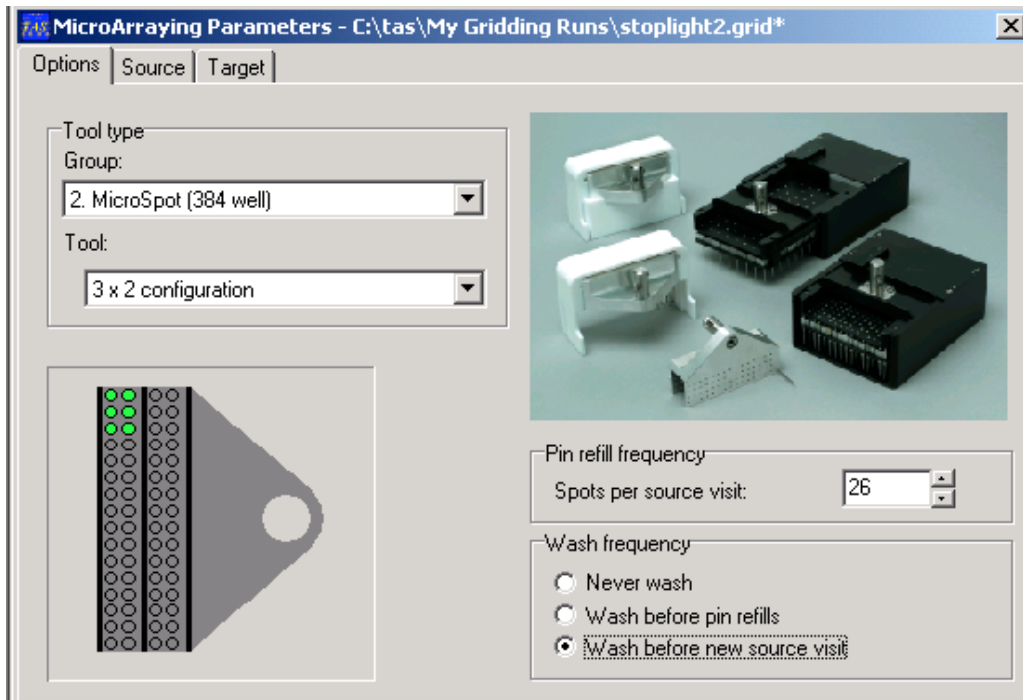 TAS MicroArraying Parameters - C:\tas\My Gridding Runs\stoplight2.grid*
Options Source Target
Tool type
Group:
2. MicroSpot (384 well)
Tool:
3 x 2 configuration
Pin refill frequency
Spots per source visit: 26
Wash frequency
Never wash
Wash before pin refills
Wash before new source visit